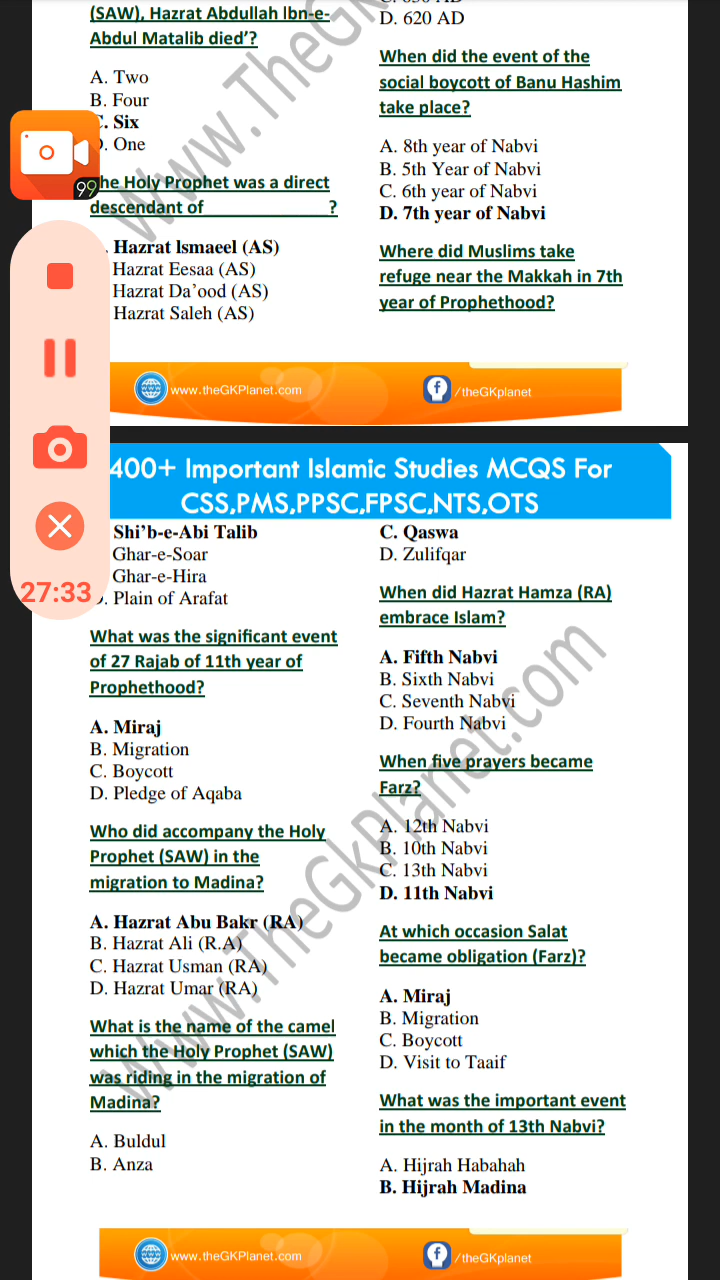 (SAW), Hazrat Abdullah Ibn-e-
Abdul Matalib died’?
A. Two
B. Four
C. Six
D. One
The Holy Prophet was a direct
descendant of ____________?
Hazrat Ismaeel (AS)
Hazrat Eesaa (AS)
Hazrat Da’ood (AS)
Hazrat Saleh (AS)
D. 620 AD
When did the event of the
social boycott of Banu Hashim
take place?
A. 8th year of Nabvi
B. 5th Year of Nabvi
C. 6th year of Nabvi
D. 7th year of Nabvi
Where did Muslims take
refuge near the Makkah in 7th
year of Prophethood?
www.theGKPlanet.com
/theGKplanet
400+ Important Islamic Studies MCQS For
CSS,PMS,PPSC,FPSC,NTS,OTS
Shi’b-e-Abi Talib
Ghar-e-Soar
Ghar-e-Hira
D. Plain of Arafat
What was the significant event
of 27 Rajab of 11th year of
Prophethood?
A. Miraj
B. Migration
C. Boycott
D. Pledge of Aqaba
Who did accompany the Holy
Prophet (SAW) in the
migration to Madina?
A. Hazrat Abu Bakr (RA)
B. Hazrat Ali (R.A)
C. Hazrat Usman (RA)
D. Hazrat Umar (RA)
What is the name of the camel
which the Holy Prophet (SAW)
was riding in the migration of
Madina?
A. Buldul
B. Anza
C. Qaswa
D. Zulifqar
When did Hazrat Hamza (RA)
embrace Islam?
A. Fifth Nabvi
B. Sixth Nabvi
C. Seventh Nabvi
D. Fourth Nabvi
When five prayers became
Farz?
A. 12th Nabvi
B. 10th Nabvi
C. 13th Nabvi
D. 11th Nabvi
At which occasion Salat
became obligation (Farz)?
A. Miraj
B. Migration
C. Boycott
D. Visit to Taaif
What was the important event
in the month of 13th Nabvi?
A. Hijrah Habahah
B. Hijrah Madina
www.theGKPlanet.com
/theGKplanet
www.TheGkPlanet.com
99
27:33